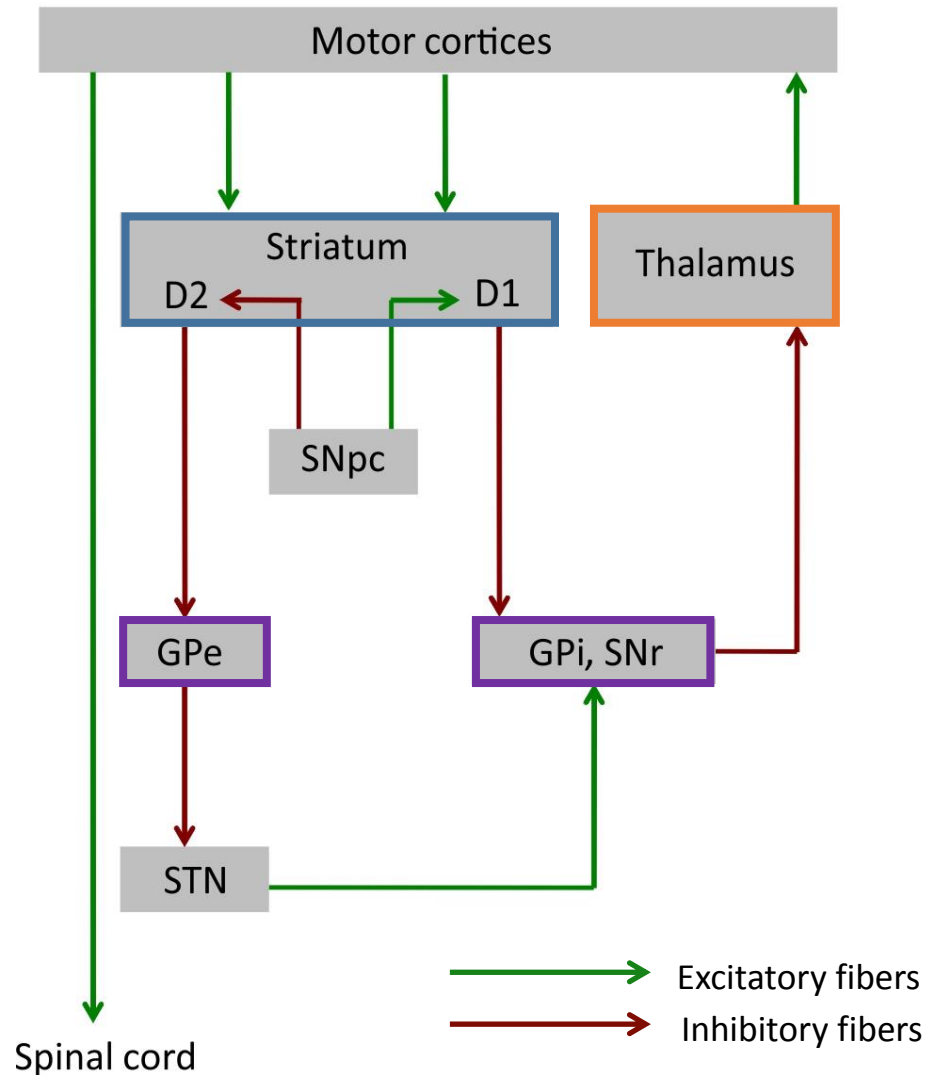 Motor cortices
Striatum
Thalamus
D2
D1
SNpc
GPe
GPi, SNr
STN
Excitatory fibers
Inhibitory fibers
Spinal cord